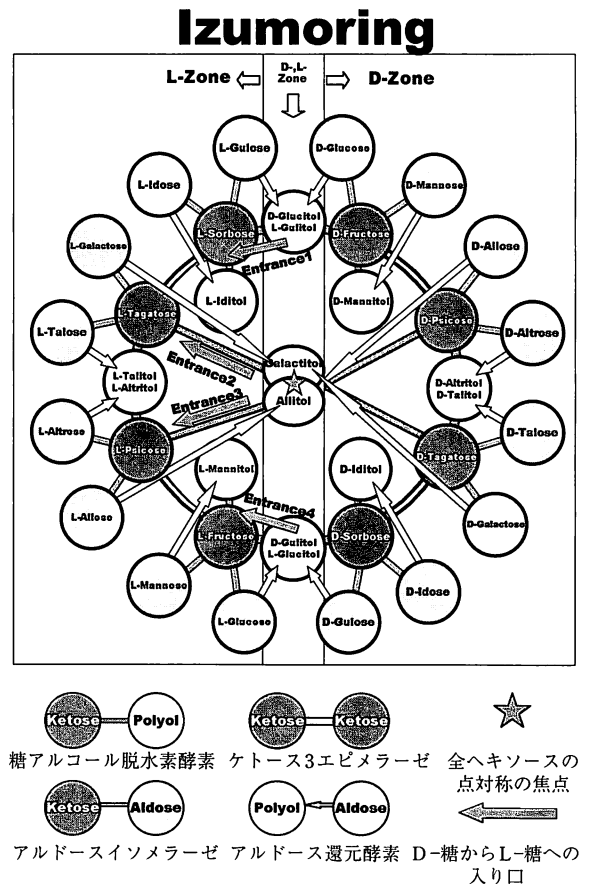 Izumoring
L-Zone
D-,L-
Zone
D-Zone
L-Gulose
D-Glucose
L-Idose
D-Mannose
D-Glucitol
L-Gulitol
L-Sorbose
D-Fructose
L-Galactose
D-Allose
Entrance1
L-Iditol
D-Mannitol
L-Tagatose
D-Psicose
L-Talose
D-Altrose
Entrance2
Galactitol
L-Talitol
L-Altritol
D-Altritol
D-Talitol
Entrance3
Allitol
L-Altrose
D-Talose
L-Psicose
D-Tagatose
L-Mannitol
D-Iditol
L-Allose
D-Galactose
Entrance4
L-Fructose
D-Gulitol
L-Glucitol
D-Sorbose
L-Mannose
D-Idose
L-Glucose
D-Gulose
Ketose Polyol
Ketose Ketose
糖アルコール脱水素酵素
ケトース3エピメラーゼ
全ヘキソースの
点対称の焦点
Ketose Aldose
Polyol Aldose
アルドースイソメラーゼ
アルドース還元酵素
D-糖からL-糖への
入り口